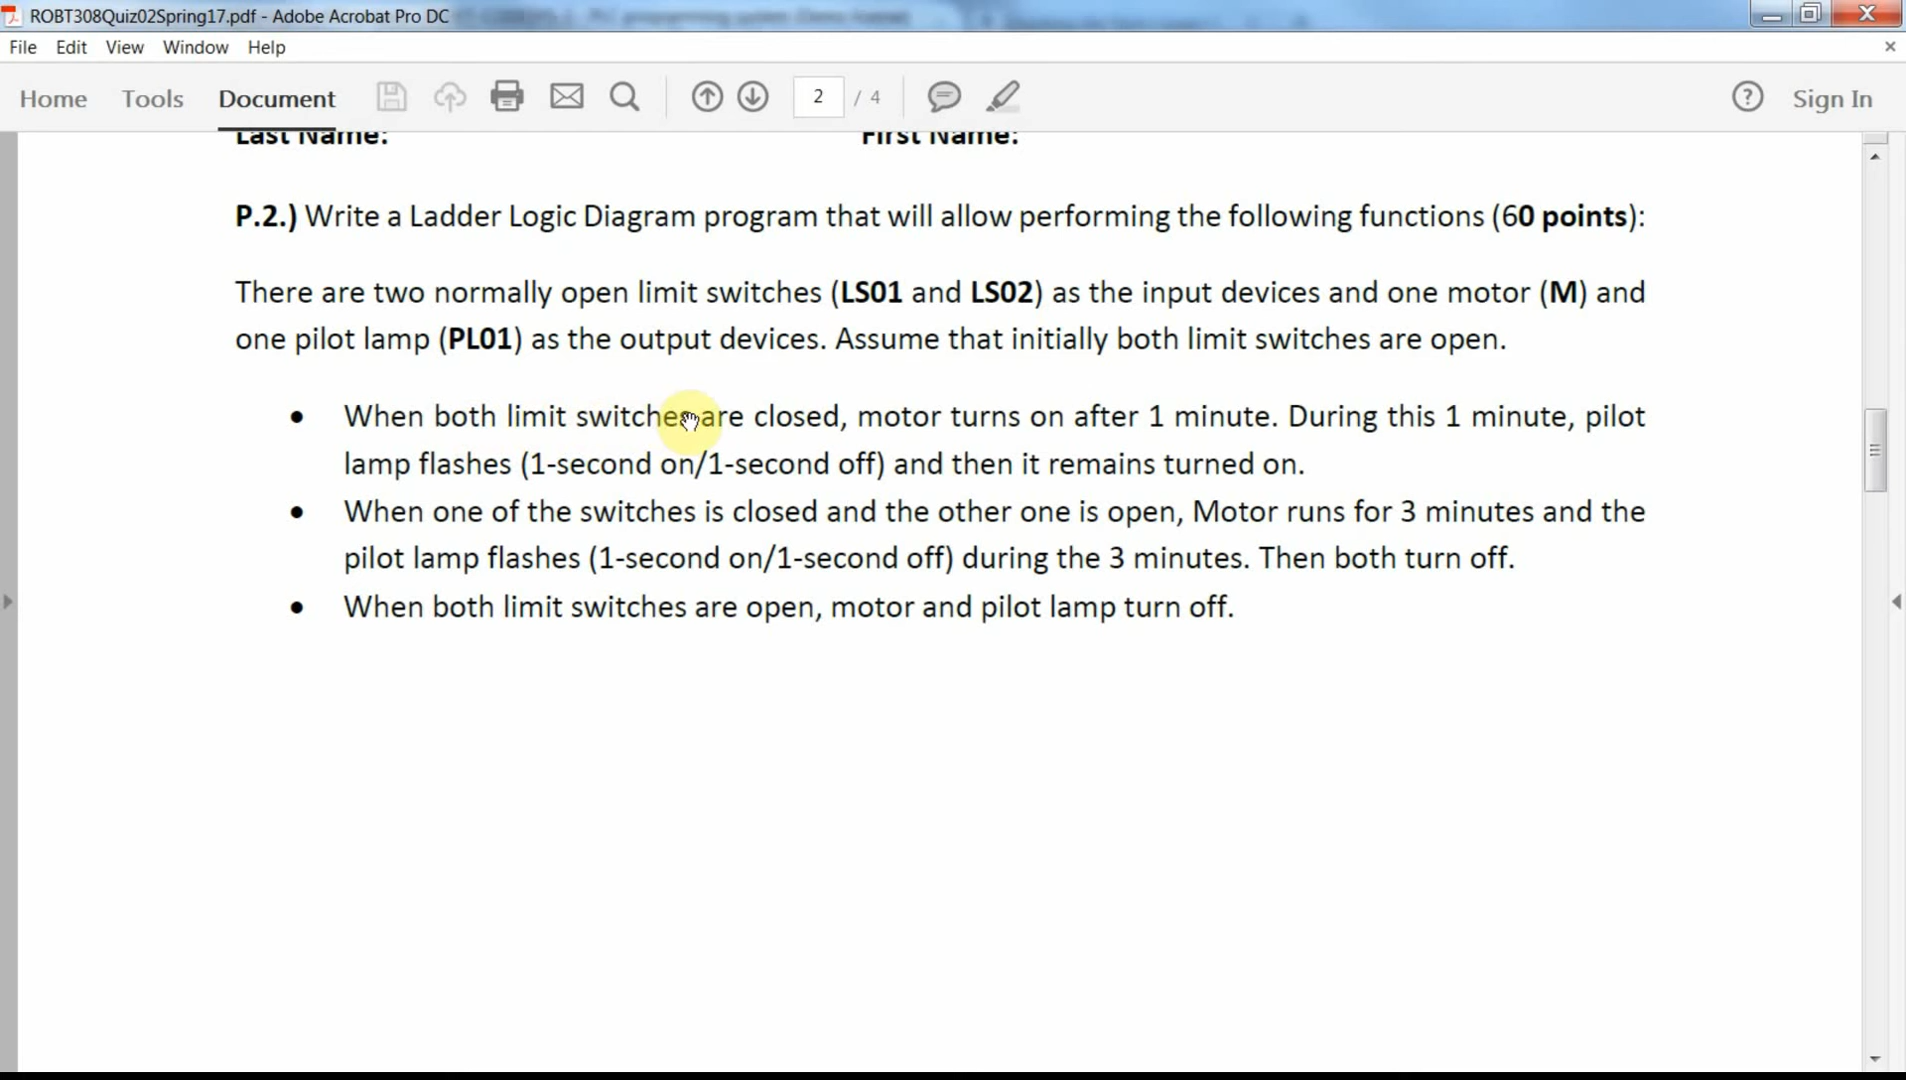 ROBT308Quiz02Spring17.pdf - Adobe Acrobat Pro DC
File Edit View Window Help
Home Tools Document 2 / 4 Sign In
Last Name: First Name:
P.2.) Write a Ladder Logic Diagram program that will allow performing the following functions (60 points):
There are two normally open limit switches (LS01 and LS02) as the input devices and one motor (M) and
one pilot lamp (PL01) as the output devices. Assume that initially both limit switches are open.
• When both limit switches are closed, motor turns on after 1 minute. During this 1 minute, pilot
lamp flashes (1-second on/1-second off) and then it remains turned on.
• When one of the switches is closed and the other one is open, Motor runs for 3 minutes and the
pilot lamp flashes (1-second on/1-second off) during the 3 minutes. Then both turn off.
• When both limit switches are open, motor and pilot lamp turn off.